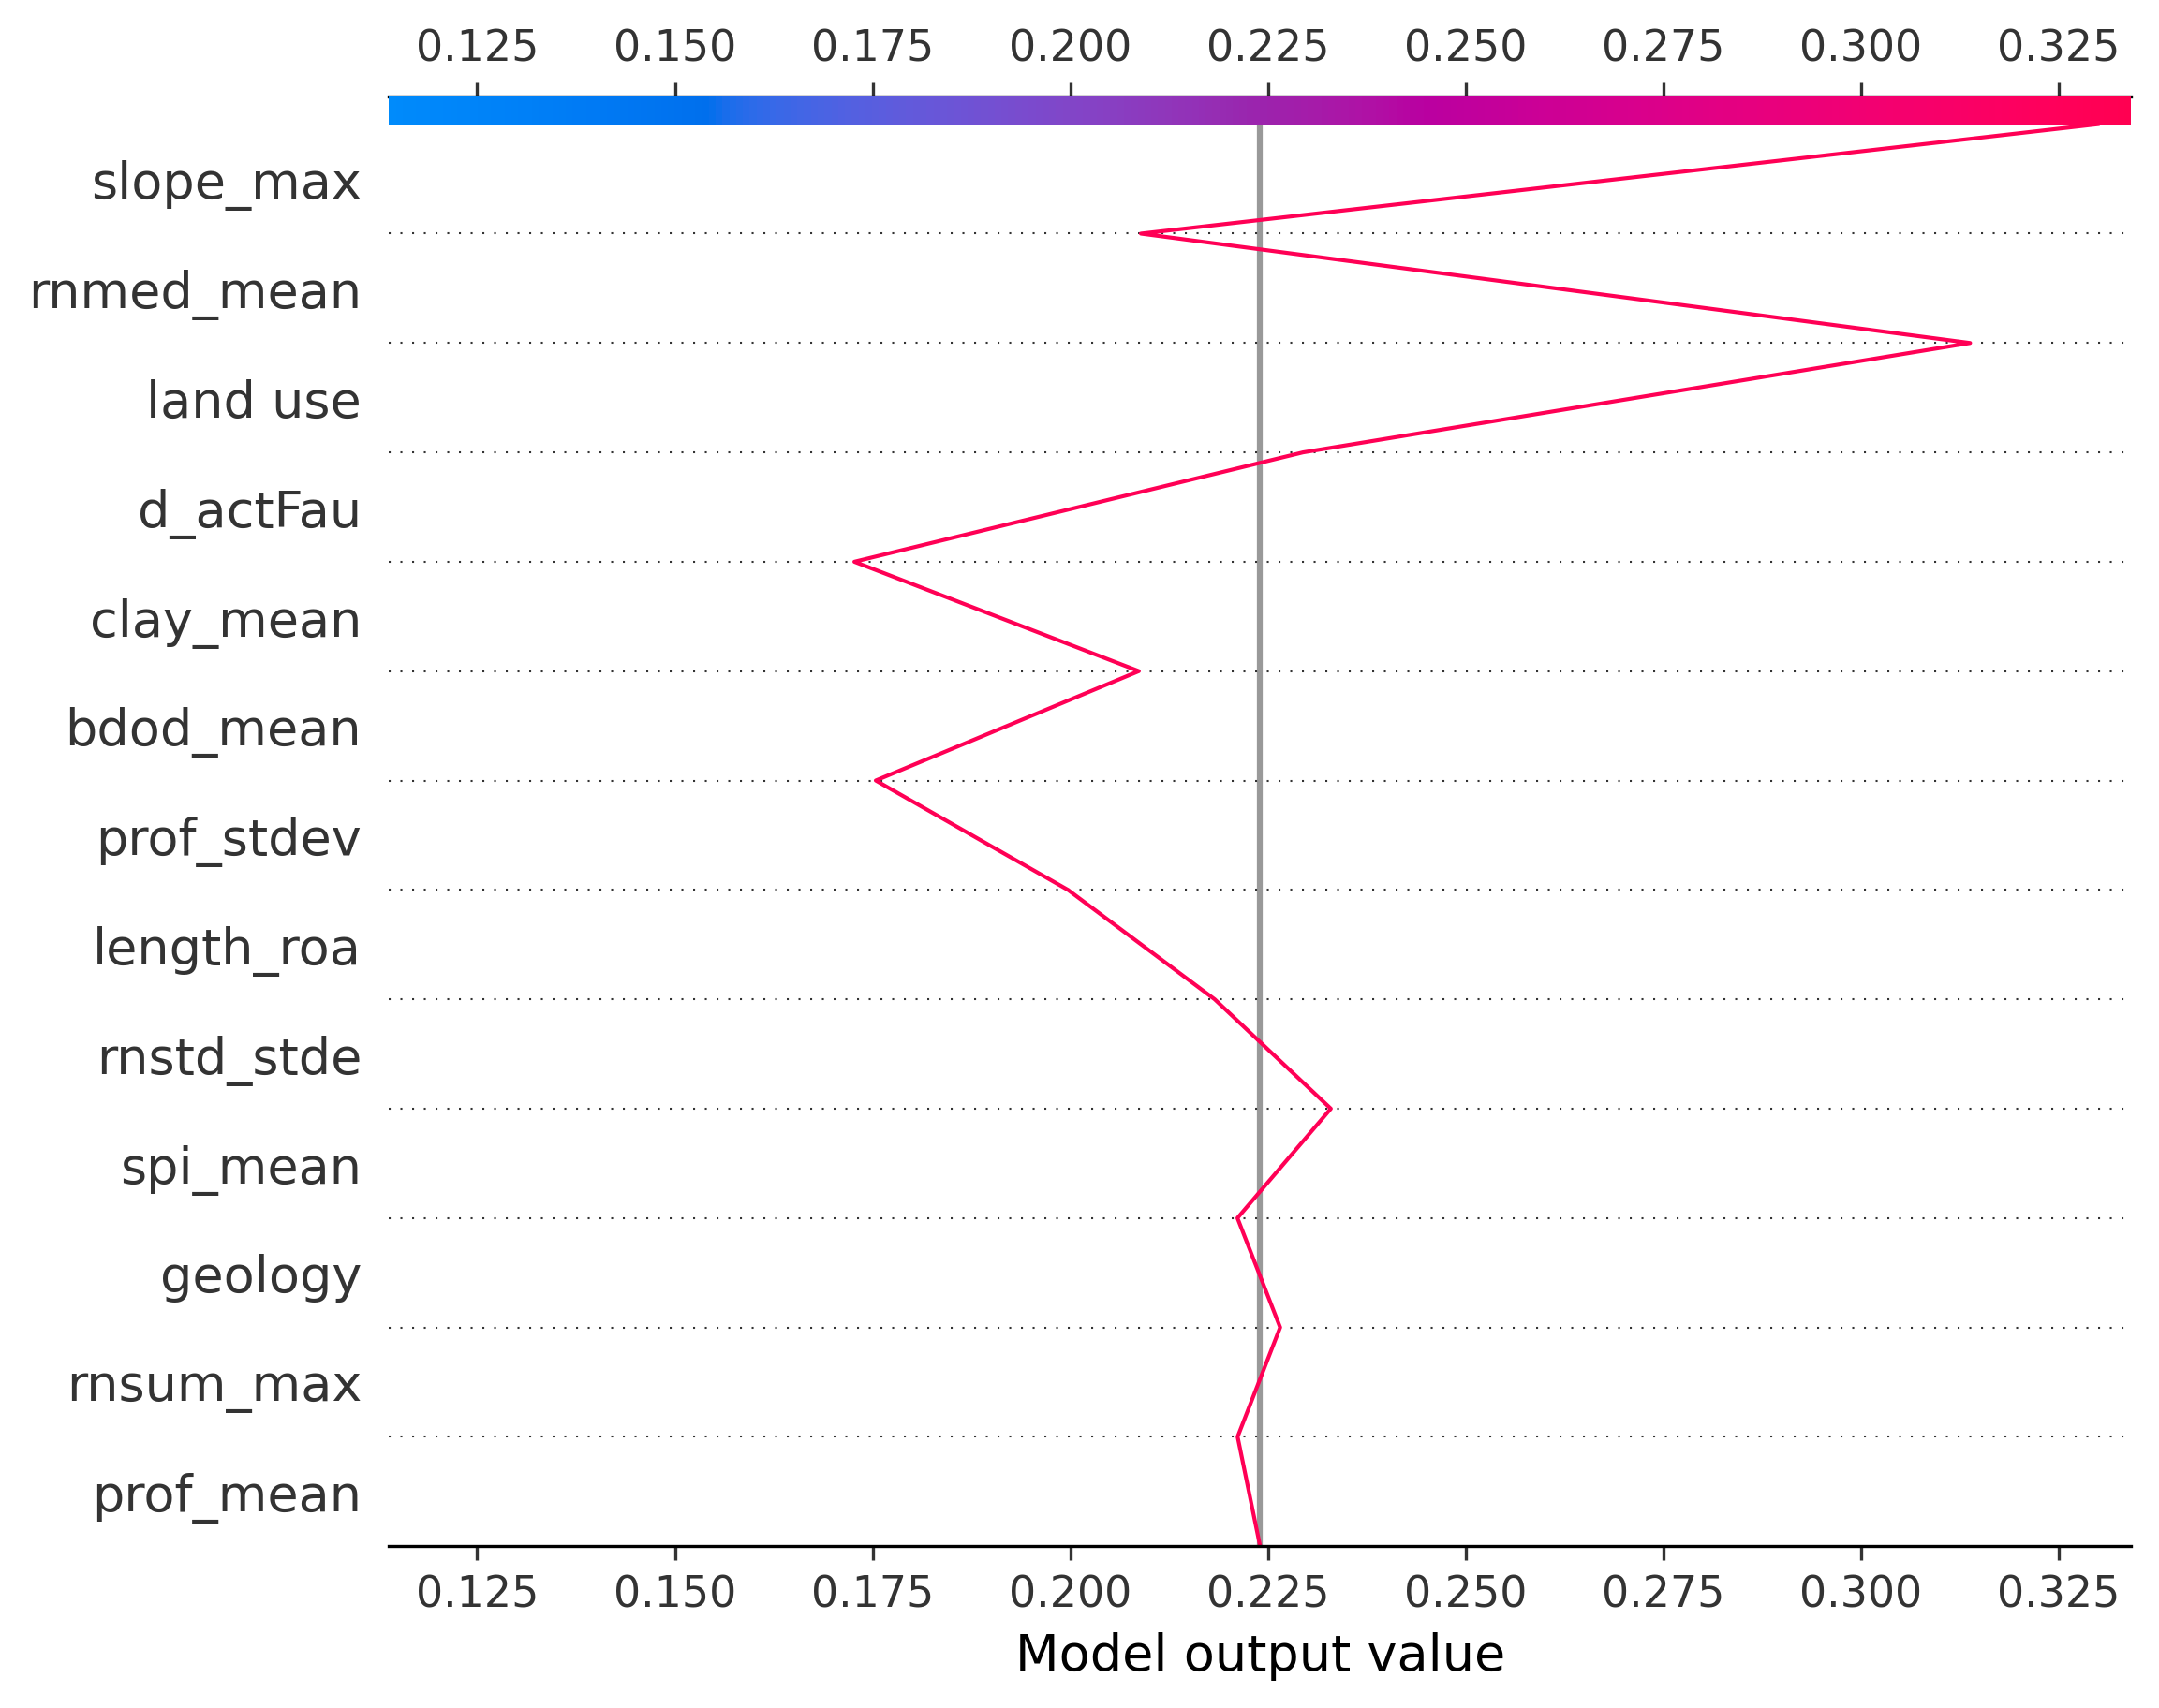 0.125 0.150 0.175 0.200 0.225 0.250 0.275 0.300 0.325
slope_max
rnmed_mean
land use
d_actFau
clay_mean
bdod_mean
prof_stdev
length_roa
rnstd_stde
spi_mean
geology
rnsum_max
prof_mean
0.125 0.150 0.175 0.200 0.225 0.250 0.275 0.300 0.325
Model output value